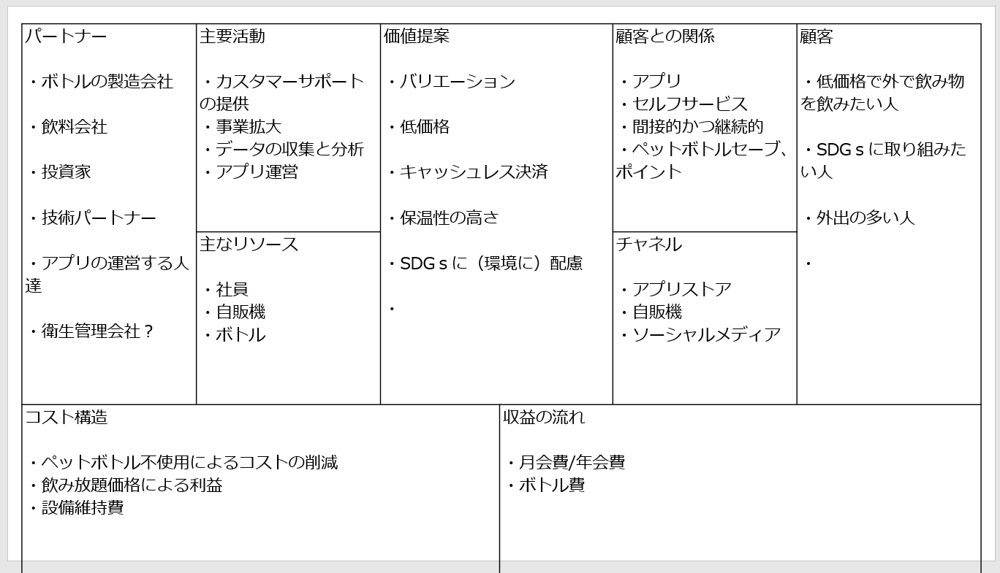 パートナー
・ボトルの製造会社
・飲料会社
・投資家
・技術パートナー
・アプリの運営する人
達
・衛生管理会社？
主要活動
・カスタマーサポート
の提供
・事業拡大
・データの収集と分析
・アプリ運営
主なリソース
・社員
・自販機
・ボトル
価値提案
・バリエーション
・低価格
・キャッシュレス決済
・保温性の高さ
・SDGｓに（環境に）配慮
・
顧客との関係
・アプリ
・セルフサービス
・間接的かつ継続的
・ペットボトルセーブ、
ポイント
チャネル
・アプリストア
・自販機
・ソーシャルメディア
顧客
・低価格で外で飲み物
を飲みたい人
・SDGｓに取り組みた
い人
・外出の多い人
・
コスト構造
・ペットボトル不使用によるコストの削減
・飲み放題価格による利益
・設備維持費
収益の流れ
・月会費/年会費
・ボトル費